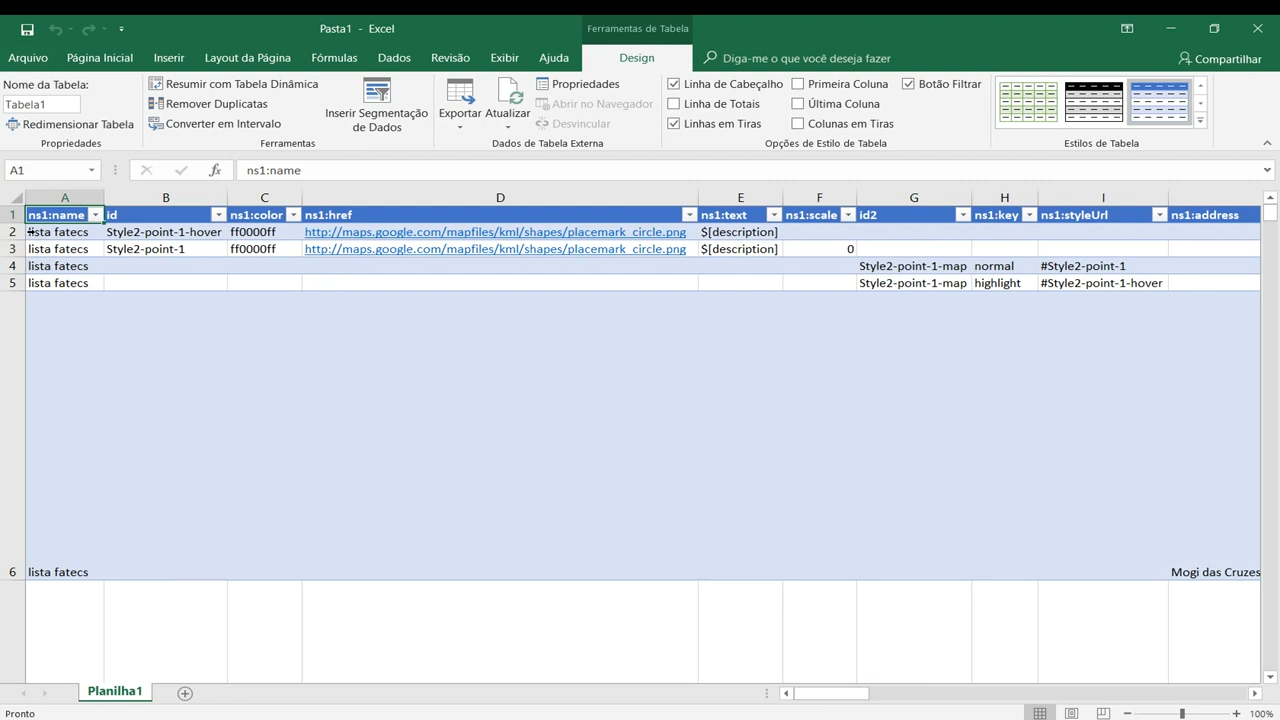 Pasta1 - Excel
Ferramentas de Tabela
Arquivo Página Inicial Inserir Layout da Página Fórmulas Dados Revisão Exibir Ajuda Design Diga-me o que você deseja fazer Compartilhar
Nome da Tabela:
Tabela1
Redimensionar Tabela
Propriedades
Resumir com Tabela Dinâmica
Remover Duplicatas
Converter em Intervalo
Inserir Segmentação
de Dados
Ferramentas
Exportar Atualizar
Propriedades
Abrir no Navegador
Desvincular
Dados de Tabela Externa
Linha de Cabeçalho Primeira Coluna Botão Filtrar
Linha de Totais Última Coluna
Linhas em Tiras Colunas em Tiras
Opções de Estilo de Tabela
Estilos de Tabela
A1 fx ns1:name
A B C D E F G H I
1 ns1:name id ns1:color ns1:href ns1:text ns1:scale id2 ns1:key ns1:styleUrl ns1:address
2 lista fatecs Style2-point-1-hover ff0000ff http://maps.google.com/mapfiles/kml/shapes/placemark_circle.png $[description]
3 lista fatecs Style2-point-1 ff0000ff http://maps.google.com/mapfiles/kml/shapes/placemark_circle.png $[description] 0
4 lista fatecs Style2-point-1-map normal #Style2-point-1
5 lista fatecs Style2-point-1-map highlight #Style2-point-1-hover
6 lista fatecs Mogi das Cruzes
Planilha1
Pronto 100%